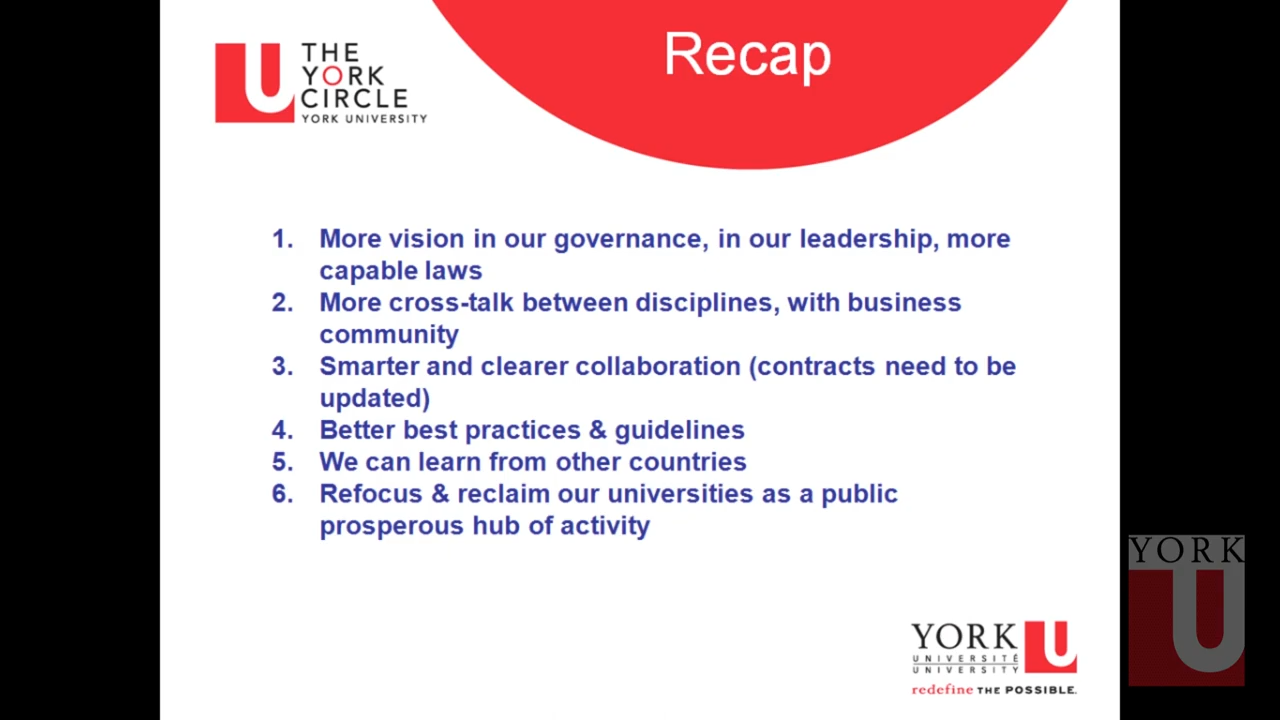 Recap
U THE
YORK
CIRCLE
YORK UNIVERSITY
1. More vision in our governance, in our leadership, more
capable laws
2. More cross-talk between disciplines, with business
community
3. Smarter and clearer collaboration (contracts need to be
updated)
4. Better best practices & guidelines
5. We can learn from other countries
6. Refocus & reclaim our universities as a public
prosperous hub of activity
YORK U
UNIVERSITÉ
UNIVERSITY
redefine THE POSSIBLE.
YORK
U